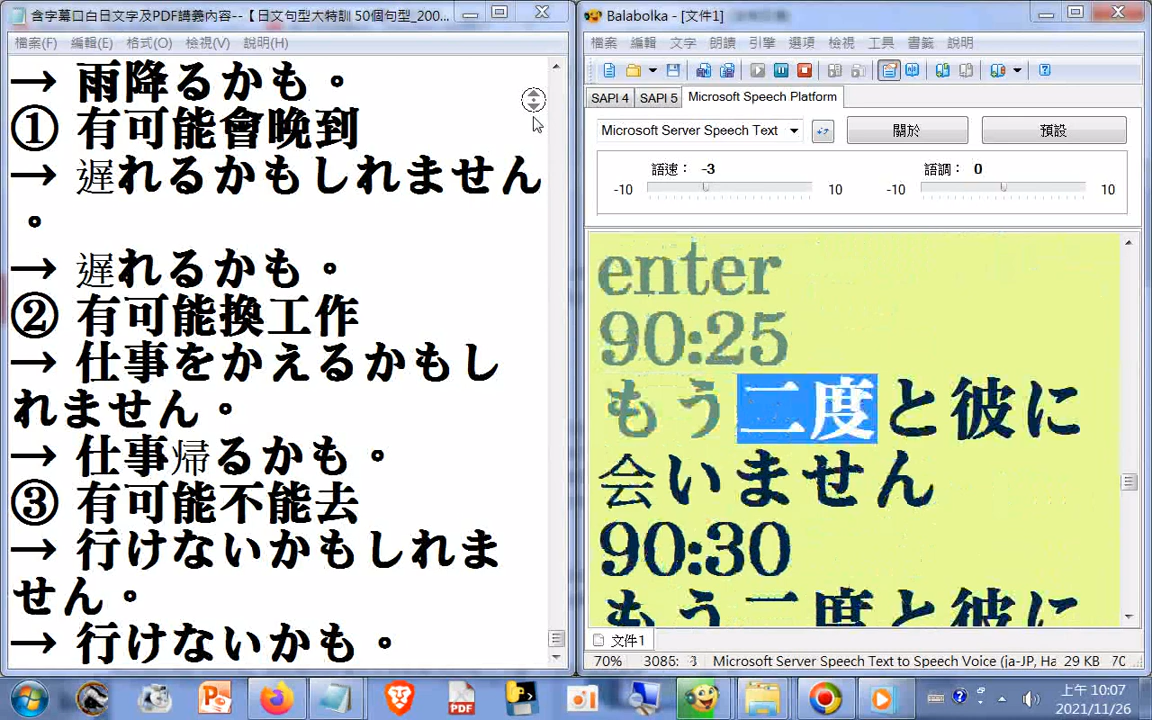 含字幕口白日文字及PDF講義內容--【日文句型大特訓 50個句型_200...
檔案(F) 編輯(E) 格式(O) 檢視(V) 說明(H)
→ 雨降るかも。
① 有可能會晚到
→ 遅れるかもしれません
。
→ 遅れるかも。
② 有可能換工作
→ 仕事をかえるかもし
れません。
→ 仕事帰るかも。
③ 有可能不能去
→ 行けないかもしれま
せん。
→ 行けないかも。
Balabolka - [文件1]
檔案 編輯 文字 朗讀 引擎 選項 檢視 工具 書籤 說明
SAPI 4 SAPI 5 Microsoft Speech Platform
Microsoft Server Speech Text 關於 預設
語速： -3 語調： 0
-10 10 -10 10
enter
90:25
もう二度と彼に
会いません
90:30
もう二度と彼に
文件1
70% 3085: Microsoft Server Speech Text to Speech Voice (ja-JP, Ha 29 KB
PDF
上午 10:07
2021/11/26